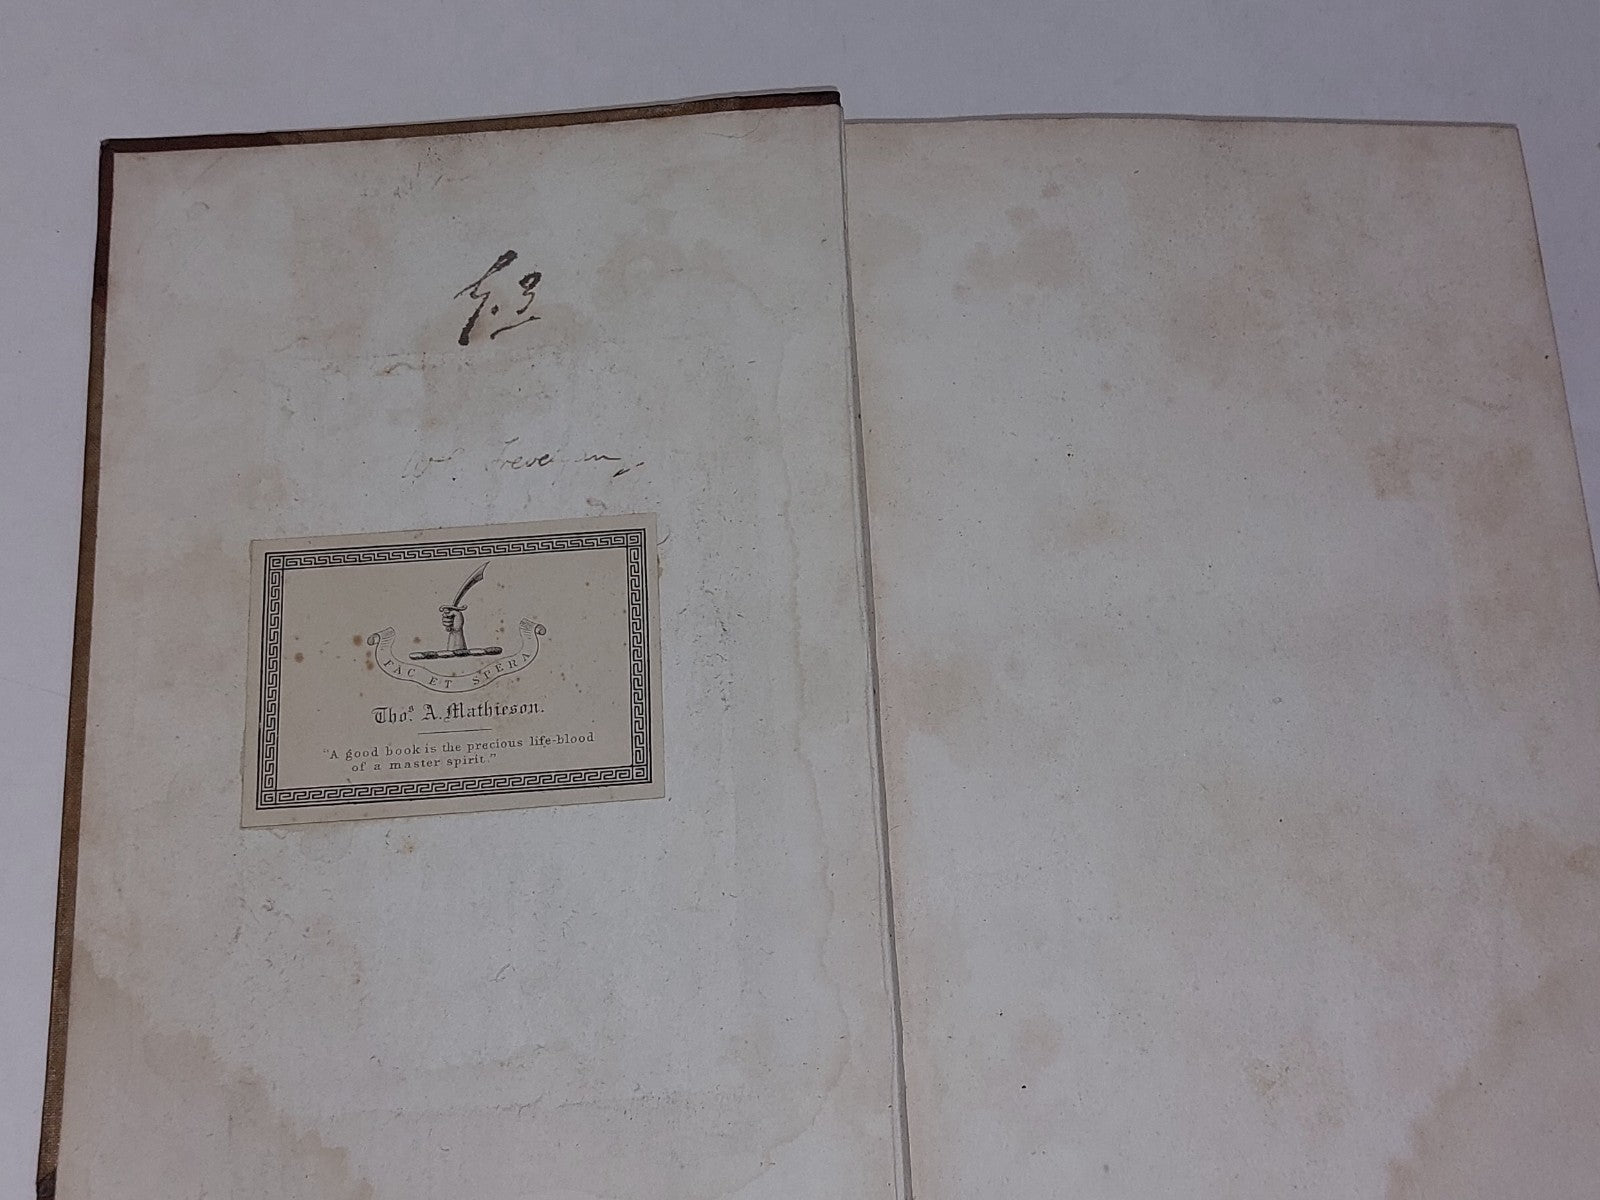 FAC ET SPERA
Thos. A. Mathieson.
"A good book is the precious life-blood
of a master spirit."